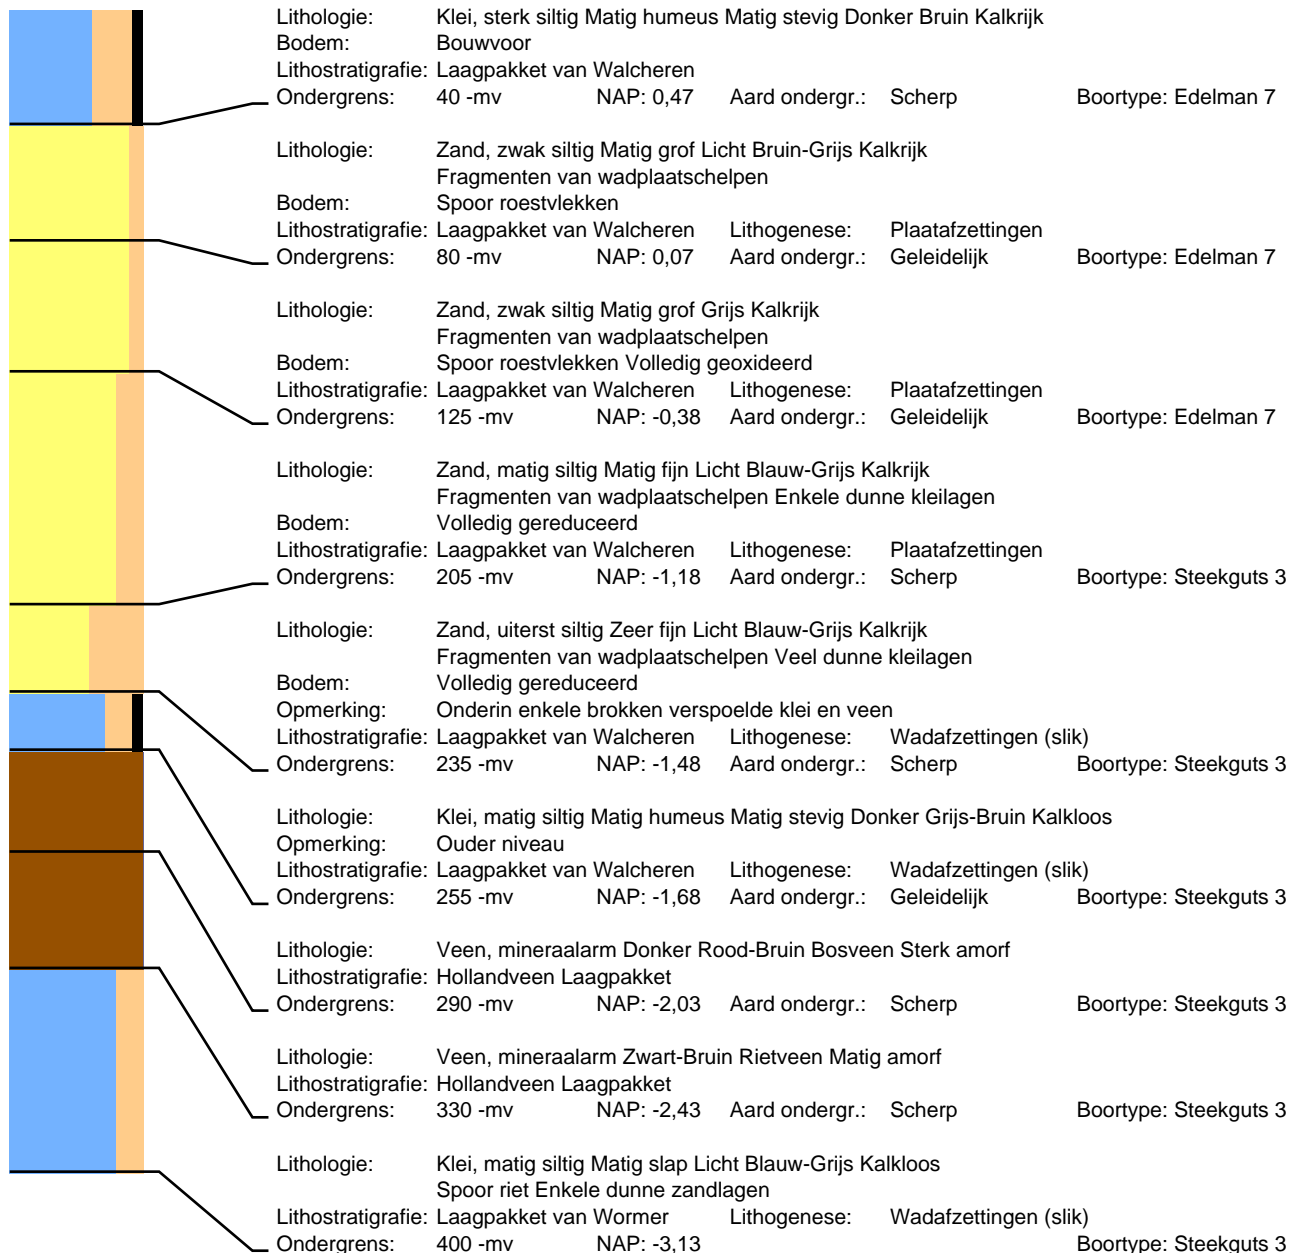 Lithologie: Klei, sterk siltig Matig humeus Matig stevig Donker Bruin Kalkrijk
Bodem: Bouwvoor
Lithostratigrafie: Laagpakket van Walcheren
Ondergrens: 40 -mv NAP: 0,47 Aard ondergr.: Scherp Boortype: Edelman 7
Lithologie: Zand, zwak siltig Matig grof Licht Bruin-Grijs Kalkrijk
Fragmenten van wadplaatschelpen
Bodem: Spoor roestvlekken
Lithostratigrafie: Laagpakket van Walcheren Lithogenese: Plaatafzettingen
Ondergrens: 80 -mv NAP: 0,07 Aard ondergr.: Geleidelijk Boortype: Edelman 7
Lithologie: Zand, zwak siltig Matig grof Grijs Kalkrijk
Fragmenten van wadplaatschelpen
Bodem: Spoor roestvlekken Volledig geoxideerd
Lithostratigrafie: Laagpakket van Walcheren Lithogenese: Plaatafzettingen
Ondergrens: 125 -mv NAP: -0,38 Aard ondergr.: Geleidelijk Boortype: Edelman 7
Lithologie: Zand, matig siltig Matig fijn Licht Blauw-Grijs Kalkrijk
Fragmenten van wadplaatschelpen Enkele dunne kleilagen
Bodem: Volledig gereduceerd
Lithostratigrafie: Laagpakket van Walcheren Lithogenese: Plaatafzettingen
Ondergrens: 205 -mv NAP: -1,18 Aard ondergr.: Scherp Boortype: Steekguts 3
Lithologie: Zand, uiterst siltig Zeer fijn Licht Blauw-Grijs Kalkrijk
Fragmenten van wadplaatschelpen Veel dunne kleilagen
Bodem: Volledig gereduceerd
Opmerking: Onderin enkele brokken verspoelde klei en veen
Lithostratigrafie: Laagpakket van Walcheren Lithogenese: Wadafzettingen (slik)
Ondergrens: 235 -mv NAP: -1,48 Aard ondergr.: Scherp Boortype: Steekguts 3
Lithologie: Klei, matig siltig Matig humeus Matig stevig Donker Grijs-Bruin Kalkloos
Opmerking: Ouder niveau
Lithostratigrafie: Laagpakket van Walcheren Lithogenese: Wadafzettingen (slik)
Ondergrens: 255 -mv NAP: -1,68 Aard ondergr.: Geleidelijk Boortype: Steekguts 3
Lithologie: Veen, mineraalarm Donker Rood-Bruin Bosveen Sterk amorf
Lithostratigrafie: Hollandveen Laagpakket
Ondergrens: 290 -mv NAP: -2,03 Aard ondergr.: Scherp Boortype: Steekguts 3
Lithologie: Veen, mineraalarm Zwart-Bruin Rietveen Matig amorf
Lithostratigrafie: Hollandveen Laagpakket
Ondergrens: 330 -mv NAP: -2,43 Aard ondergr.: Scherp Boortype: Steekguts 3
Lithologie: Klei, matig siltig Matig slap Licht Blauw-Grijs Kalkloos
Spoor riet Enkele dunne zandlagen
Lithostratigrafie: Laagpakket van Wormer Lithogenese: Wadafzettingen (slik)
Ondergrens: 400 -mv NAP: -3,13 Boortype: Steekguts 3